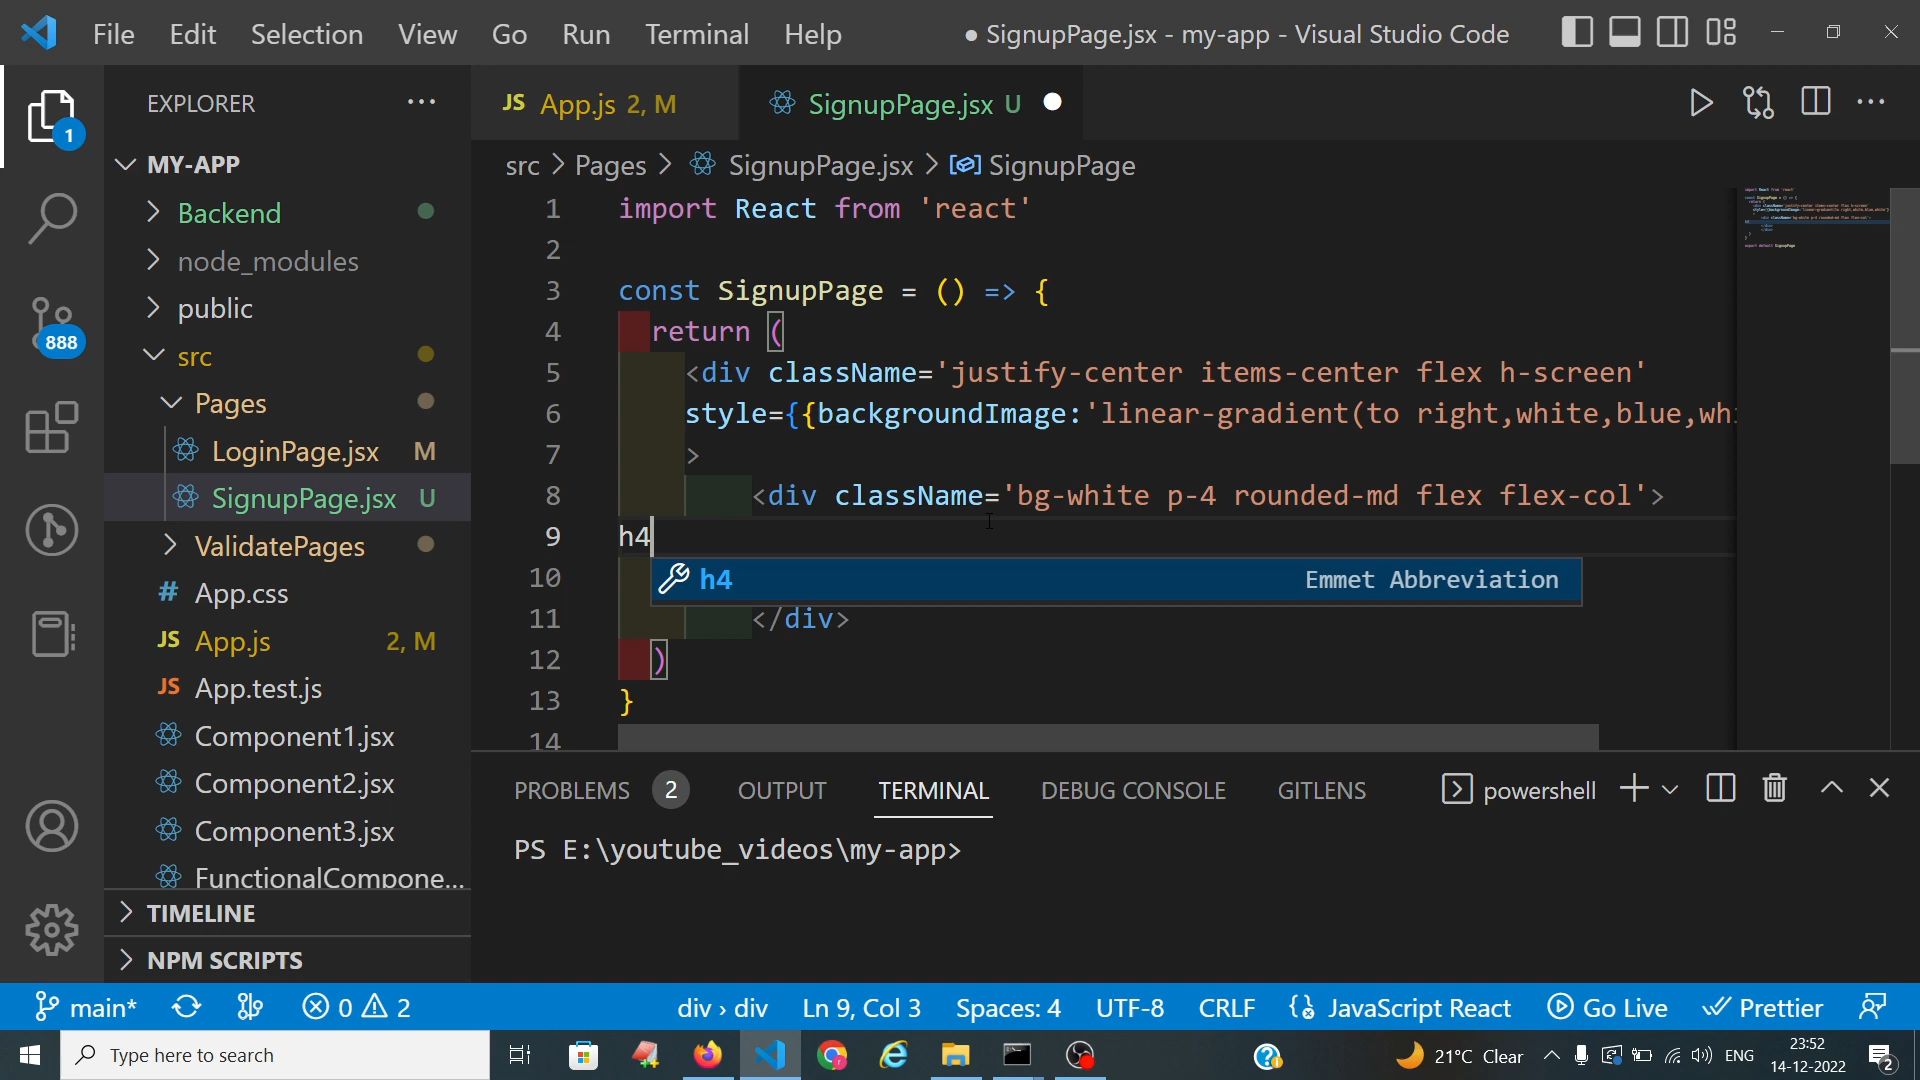 File Edit Selection View Go Run Terminal Help
● SignupPage.jsx - my-app - Visual Studio Code
1
888
EXPLORER ...
MY-APP
Backend
node_modules
public
src
Pages
LoginPage.jsx M
SignupPage.jsx U
ValidatePages
# App.css
JS App.js 2, M
JS App.test.js
Component1.jsx
Component2.jsx
Component3.jsx
FunctionalCompone...
TIMELINE
NPM SCRIPTS
JS App.js 2, M
SignupPage.jsx U
src > Pages > SignupPage.jsx > SignupPage
1 import React from 'react'
2
3 const SignupPage = () => {
4 return (
5 <div className='justify-center items-center flex h-screen'
6 style={{backgroundImage:'linear-gradient(to right,white,blue,whi
7 >
8 <div className='bg-white p-4 rounded-md flex flex-col'>
9 h4
h4 Emmet Abbreviation
10
11 </div>
12 )
13 }
14
PROBLEMS 2 OUTPUT TERMINAL DEBUG CONSOLE GITLENS
powershell
PS E:\youtube_videos\my-app>
main* 0 2 div › div Ln 9, Col 3 Spaces: 4 UTF-8 CRLF JavaScript React Go Live Prettier
Type here to search
21°C Clear ENG
23:52
14-12-2022
2